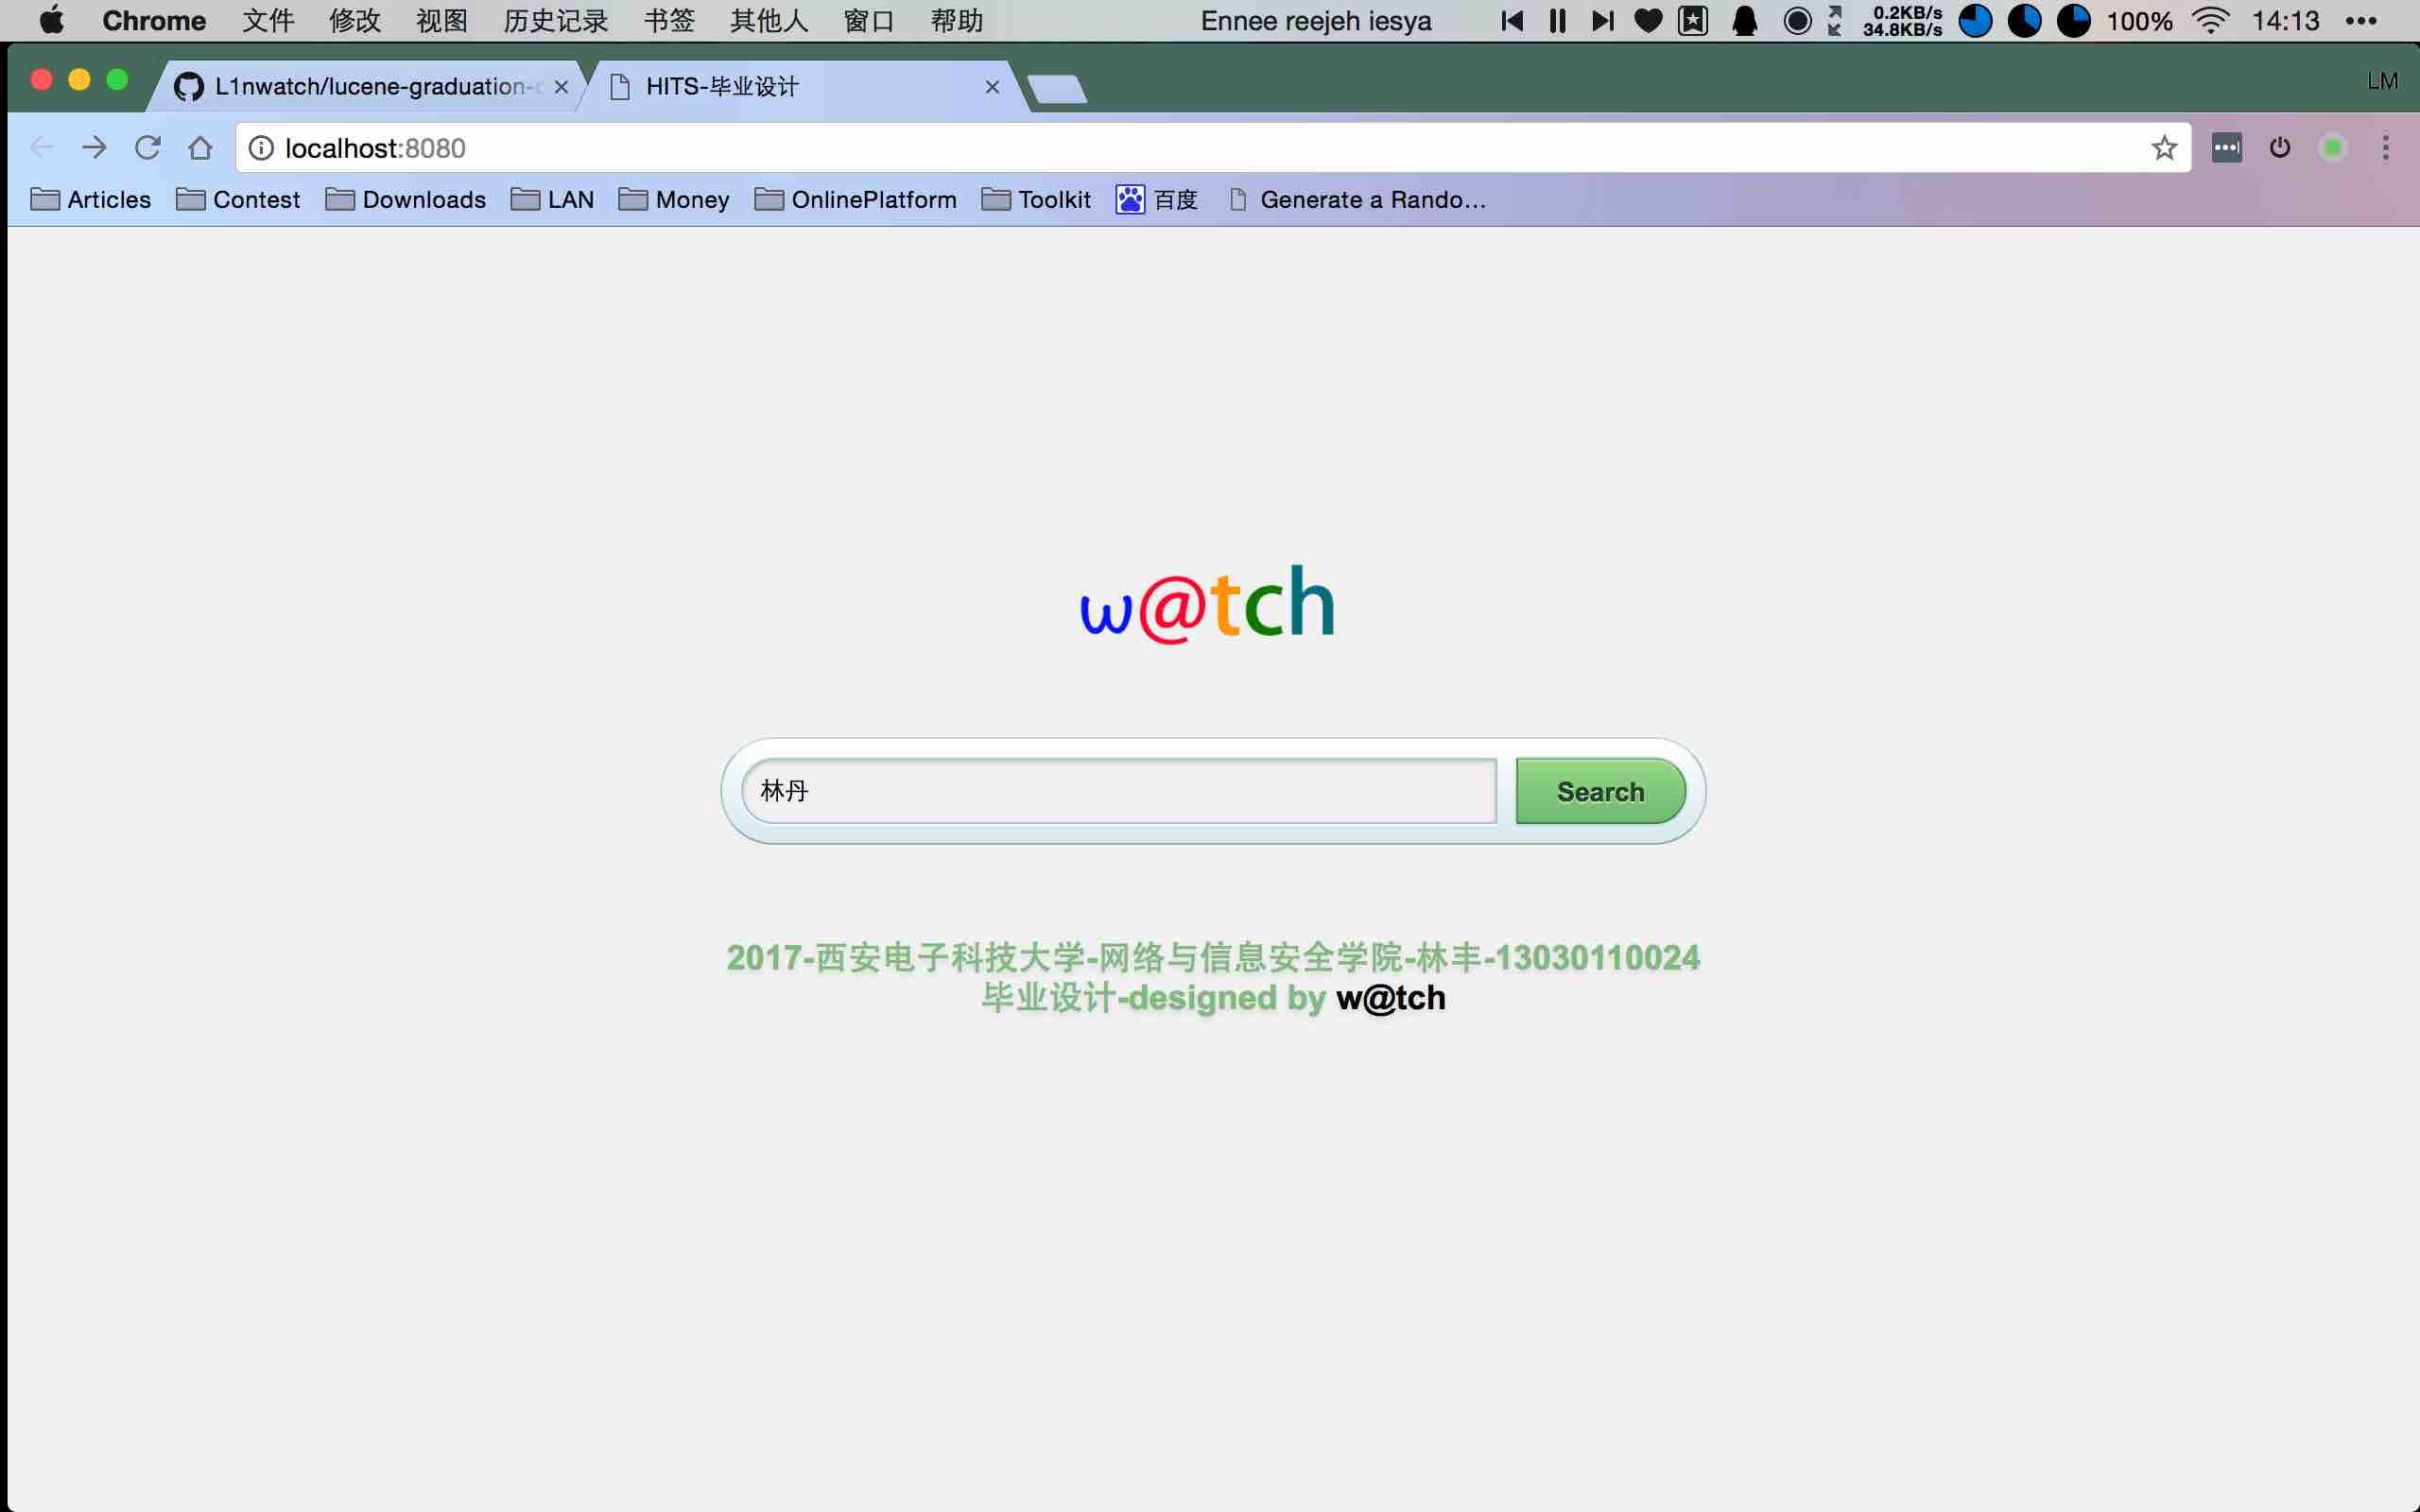 Chrome 文件 修改 视图 历史记录 书签 其他人 窗口 帮助 Ennee reejeh iesya 0.2KB/s 34.8KB/s 100% 14:13
L1nwatch/lucene-graduation- HITS-毕业设计 LM
localhost:8080
Articles Contest Downloads LAN Money OnlinePlatform Toolkit 百度 Generate a Rando...
w@tch
林丹 Search
2017-西安电子科技大学-网络与信息安全学院-林丰-13030110024
毕业设计-designed by w@tch